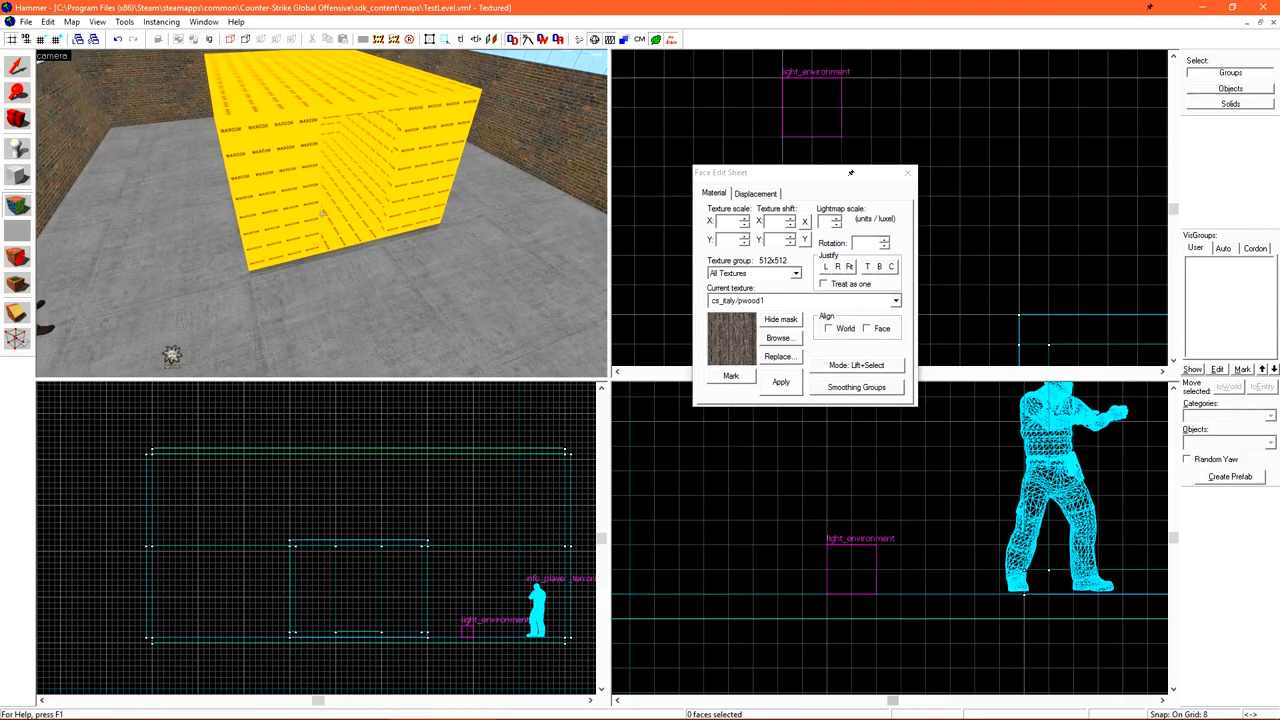 Hammer - [C:\Program Files (x86)\Steam\steamapps\common\Counter-Strike Global Offensive\sdk_content\maps\TestLevel.vmf - Textured]
File Edit Map View Tools Instancing Window Help
CM
camera
light_environment
Face Edit Sheet
Material Displacement
Texture scale: Texture shift: Lightmap scale:
X: X: X (units / luxel)
Y: Y: Y Rotation:
Texture group: 512x512 Justify
All Textures L R Fit T B C
Current texture: Treat as one
cs_italy/pwood1
Hide mask Align
World Face
Browse...
Replace... Mode: Lift+Select
Mark Apply Smoothing Groups
Select:
Groups
Objects
Solids
VisGroups:
User Auto Cordon
Show Edit Mark
Move selected: toWorld toEntity
Categories:
Objects:
Random Yaw
Create Prefab
info_player_terrori
light_environment
light_environment
For Help, press F1 0 faces selected Snap: On Grid: 8 <->